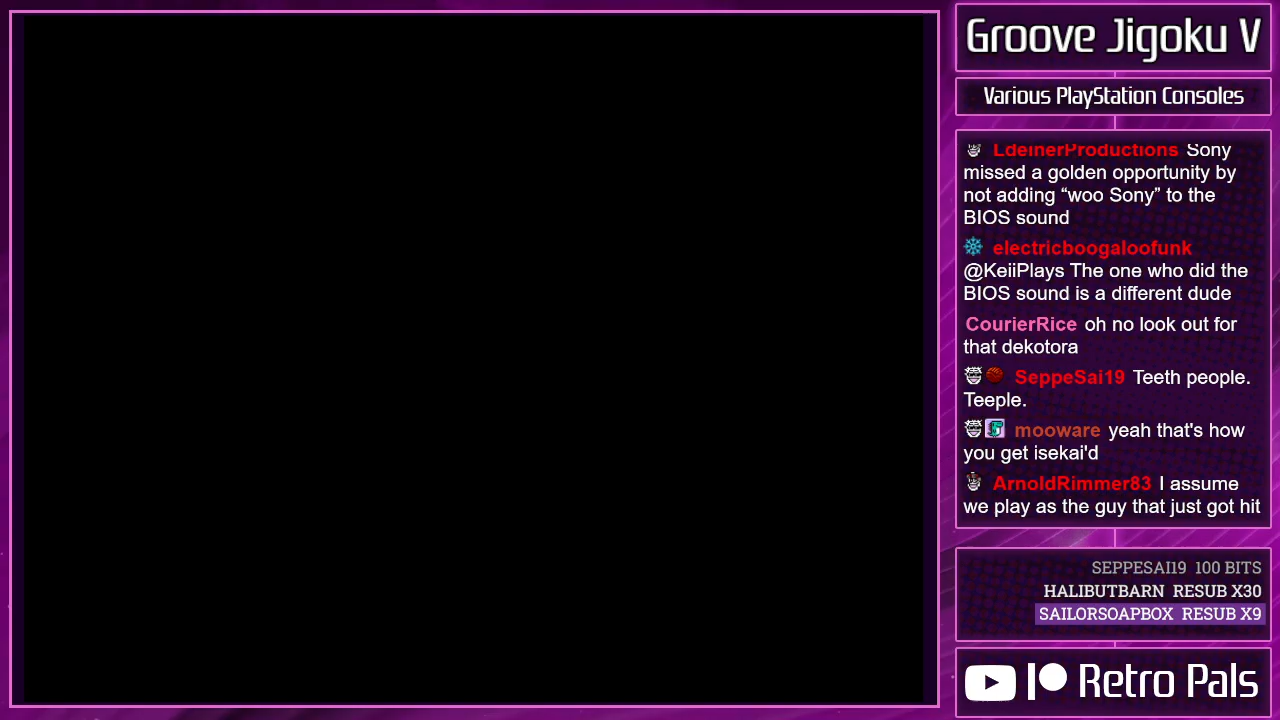 Groove Jigoku V
Various PlayStation Consoles
LdeinerProductions Sony
missed a golden opportunity by
not adding “woo Sony” to the
BIOS sound
electricboogaloofunk
@KeiiPlays The one who did the
BIOS sound is a different dude
CourierRice oh no look out for
that dekotora
SeppeSai19 Teeth people.
Teeple.
mooware yeah that's how
you get isekai'd
ArnoldRimmer83 I assume
we play as the guy that just got hit
SEPPESAI19 100 BITS
HALIBUTBARN RESUB X30
SAILORSOAPBOX RESUB X9
Retro Pals